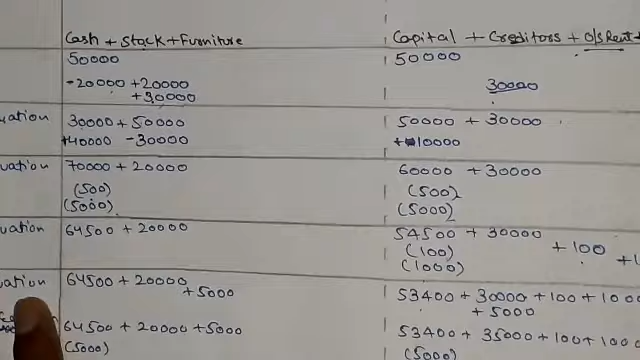 Cash + Stock + Furniture Capital + Creditors + O/S Rent +
50000 50000
-20000 +20000
+30000 30000
uation 30000 + 50000 50000 + 30000
+40000 -30000 +10000
uation 70000 + 20000 60000 + 30000
(500) (500)
(5000) (5000)
uation 64500 + 20000 54500 + 30000
(100) + 100
(1000)
uation 64500 + 20000 53400 + 30000 + 100 + 1000
+5000 + 5000
64500 + 20000 + 5000 53400 + 35000 + 100 + 100
(5000) (5000)